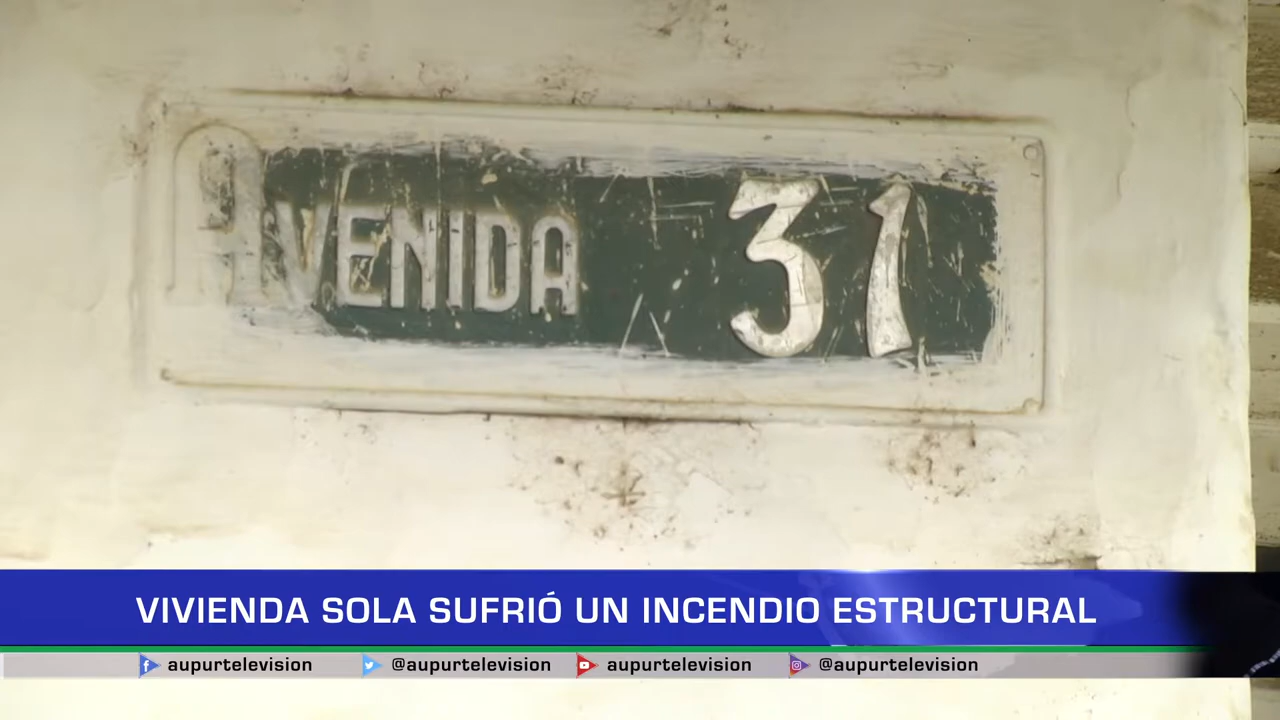 AVENIDA 31
VIVIENDA SOLA SUFRIÓ UN INCENDIO ESTRUCTURAL
aupurtelevision @aupurtelevision aupurtelevision @aupurtelevision